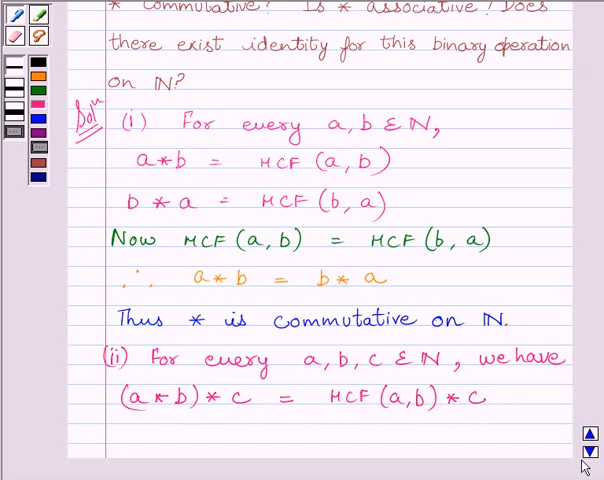 * commutative? Is * associative? Does
there exist identity for this binary operation
on ℕ?
Solⁿ (i) For every a, b ∈ ℕ,
a * b = HCF (a, b)
b * a = HCF (b, a)
Now HCF (a, b) = HCF (b, a)
∴ a * b = b * a
Thus * is commutative on ℕ.
(ii) For every a, b, c ∈ ℕ, we have
(a * b) * c = HCF (a, b) * c